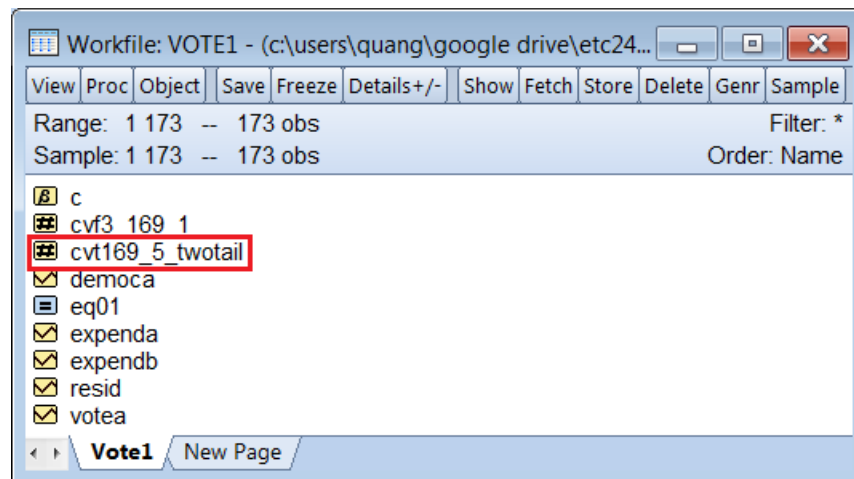 Workfile: VOTE1 - (c:\users\quang\google drive\etc24...
View Proc Object Save Freeze Details+/- Show Fetch Store Delete Genr Sample
Range: 1 173 -- 173 obs Filter: *
Sample: 1 173 -- 173 obs Order: Name
β c
cvf3_169_1
cvt169_5_twotail
democa
eq01
expenda
expendb
resid
votea
Vote1 New Page